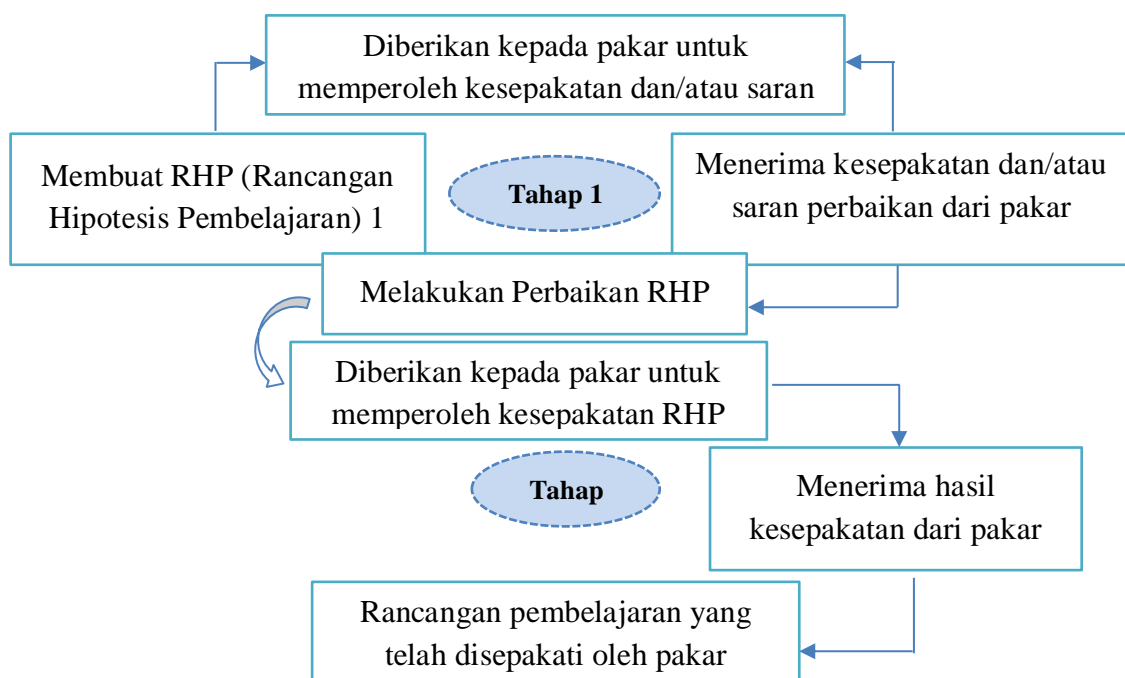 Diberikan kepada pakar untuk
memperoleh kesepakatan dan/atau saran
Membuat RHP (Rancangan
Hipotesis Pembelajaran) 1
Tahap 1
Menerima kesepakatan dan/atau
saran perbaikan dari pakar
Melakukan Perbaikan RHP
Diberikan kepada pakar untuk
memperoleh kesepakatan RHP
Tahap
Menerima hasil
kesepakatan dari pakar
Rancangan pembelajaran yang
telah disepakati oleh pakar